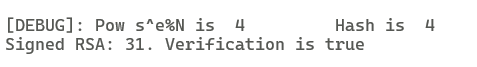 [DEBUG]: Pow s^e%N is  4         Hash is  4
Signed RSA: 31. Verification is true